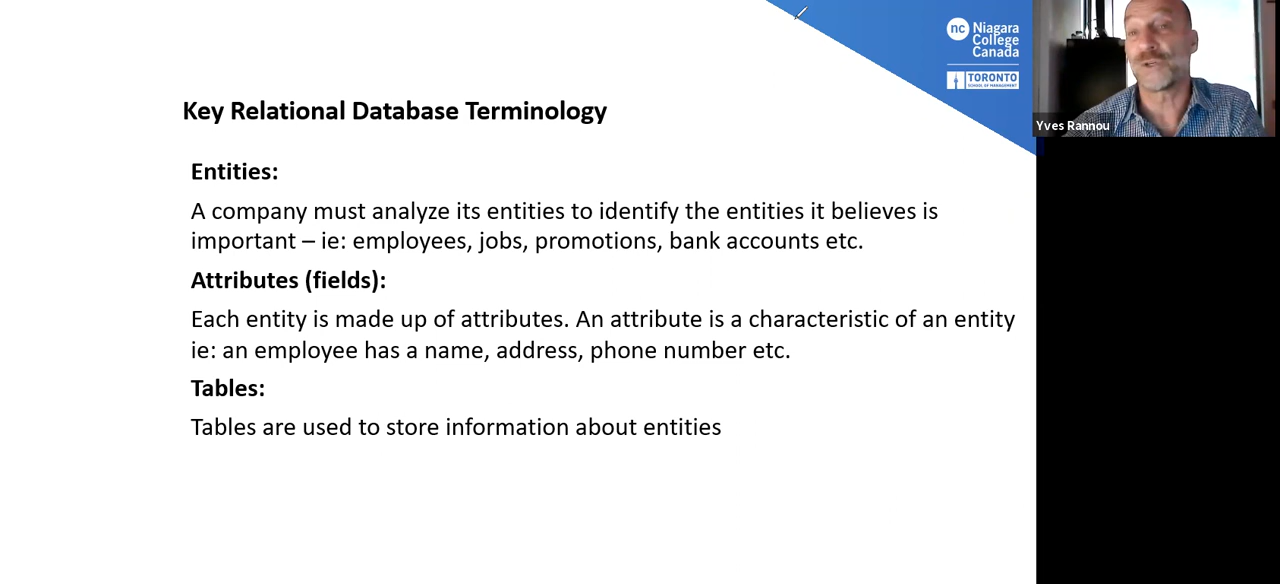 nc Niagara
College
Canada
TORONTO
SCHOOL OF MANAGEMENT
Yves Rannou
Key Relational Database Terminology
Entities:
A company must analyze its entities to identify the entities it believes is
important – ie: employees, jobs, promotions, bank accounts etc.
Attributes (fields):
Each entity is made up of attributes. An attribute is a characteristic of an entity
ie: an employee has a name, address, phone number etc.
Tables:
Tables are used to store information about entities